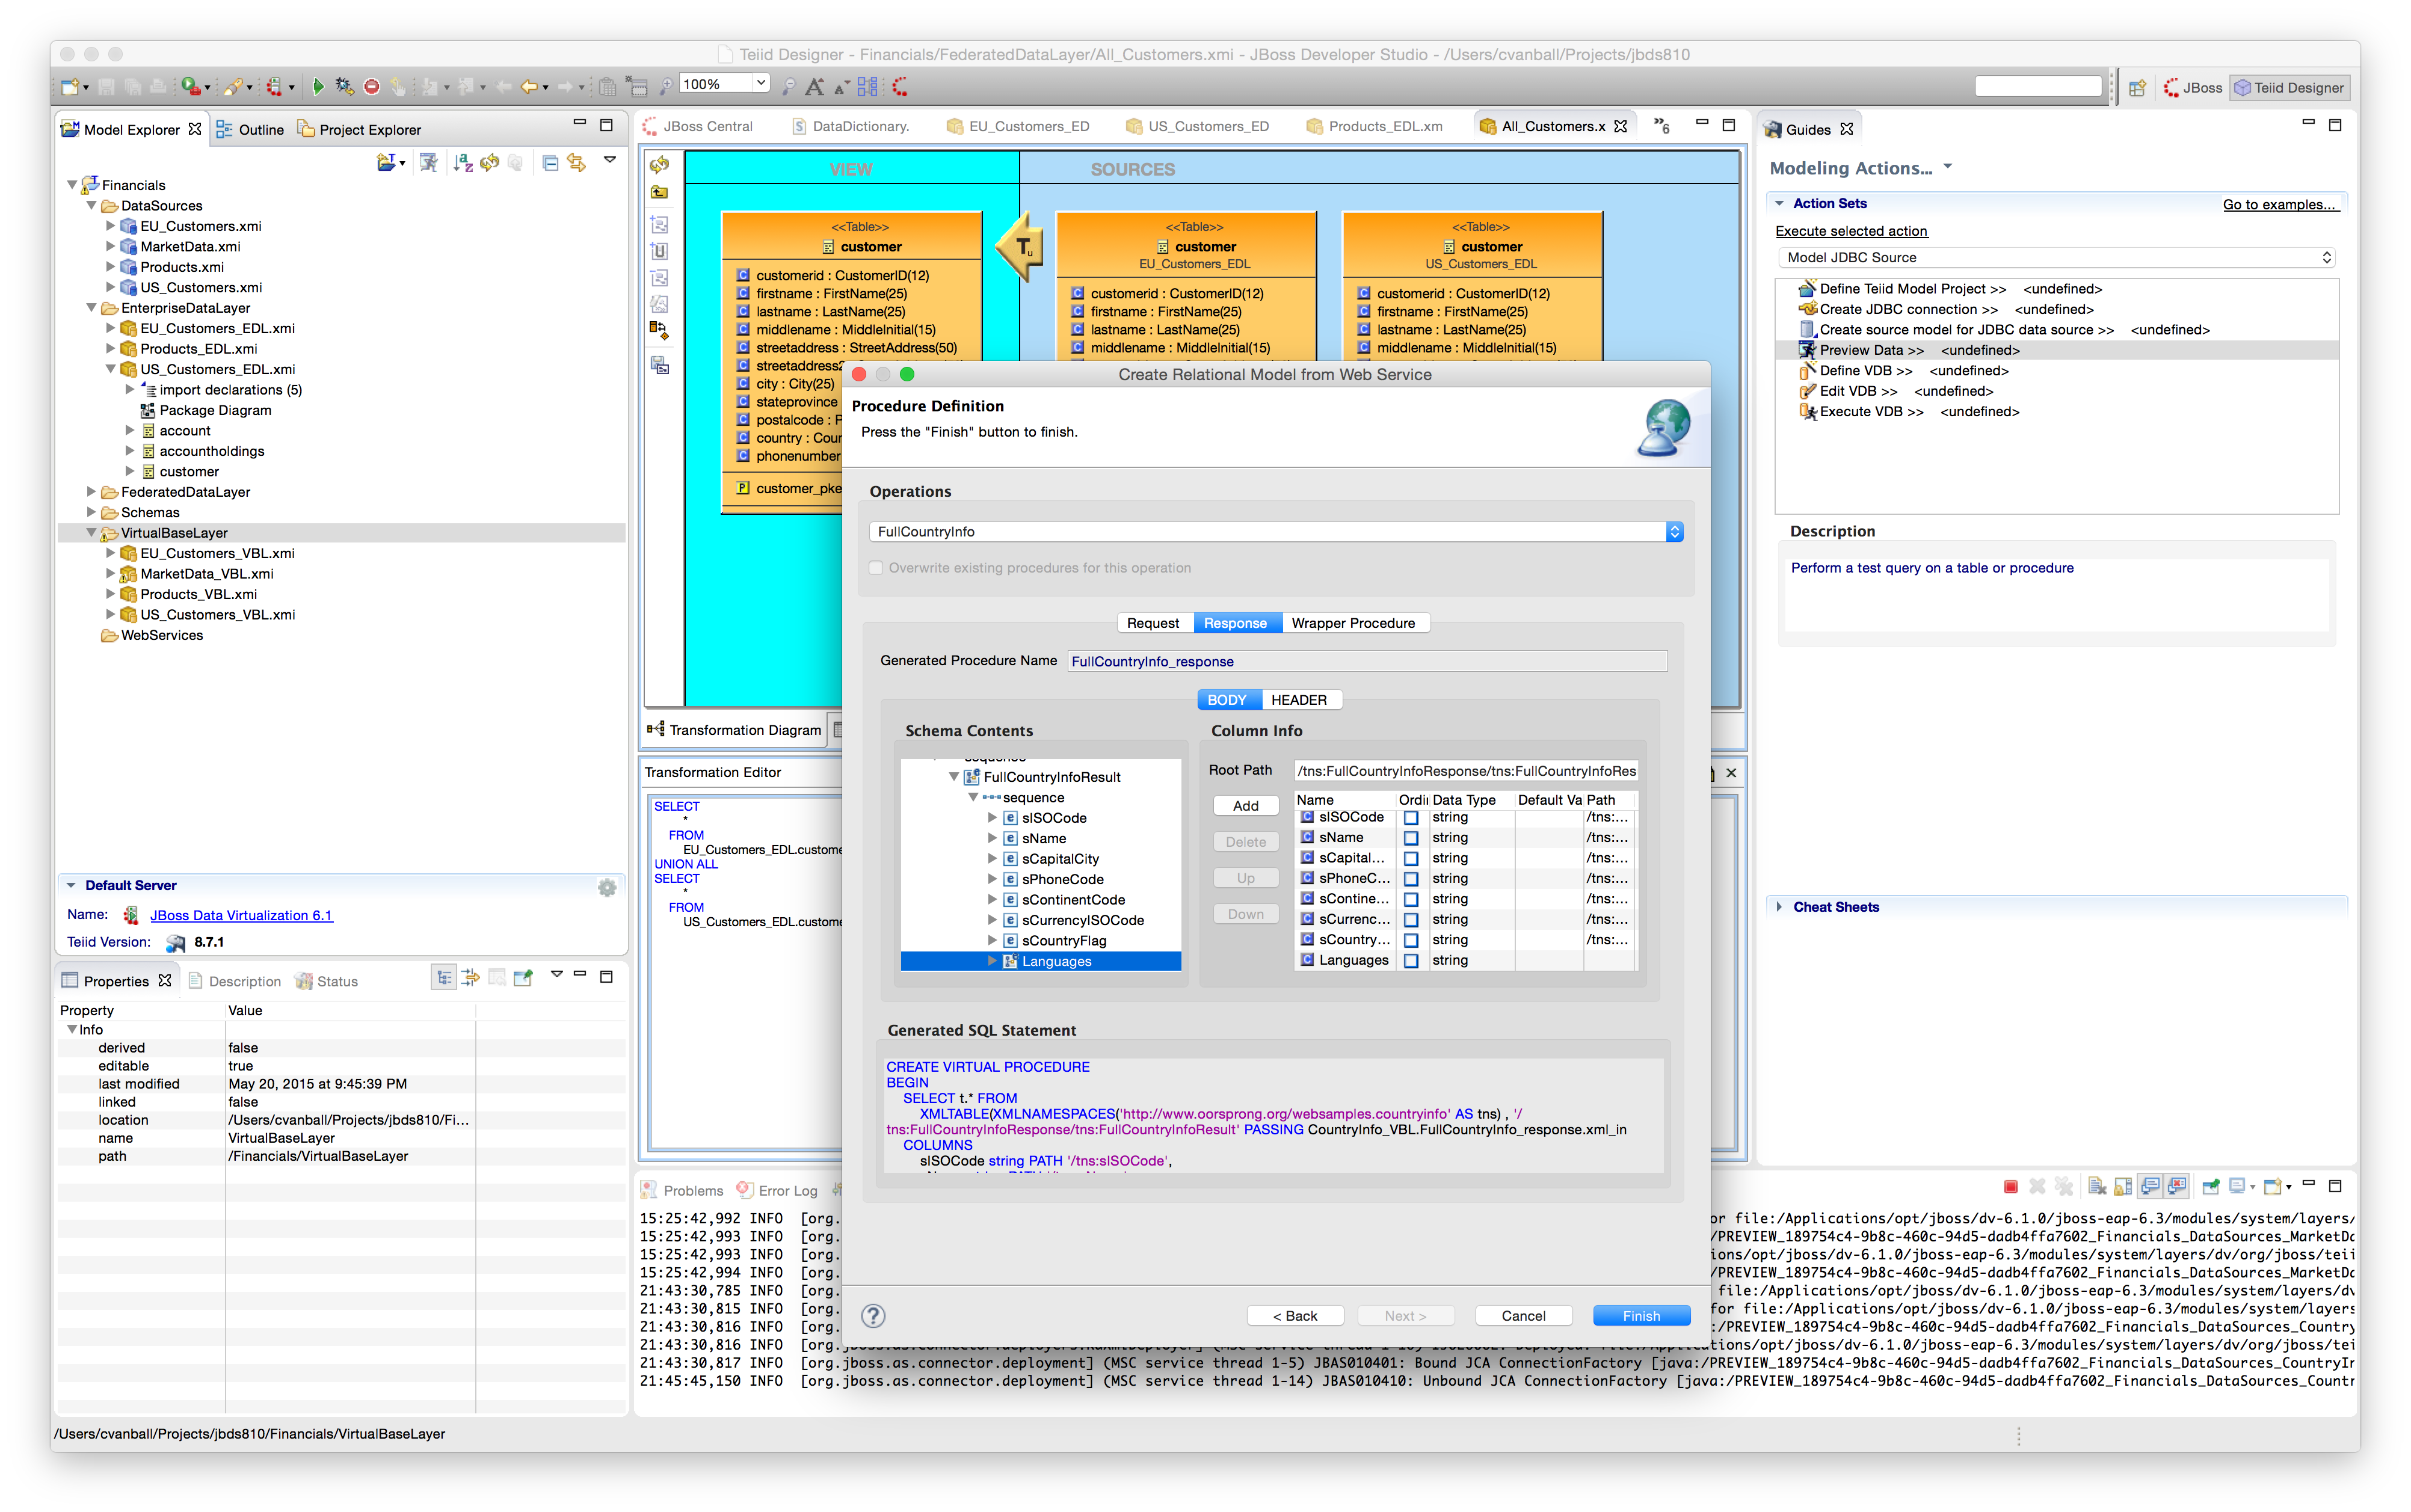 Teiid Designer - Financials/FederatedDataLayer/All_Customers.xmi - JBoss Developer Studio - /Users/cvanball/Projects/jbds810
100%
JBoss
Teiid Designer
Model Explorer
Outline
Project Explorer
Financials
DataSources
EU_Customers.xmi
MarketData.xmi
Products.xmi
US_Customers.xmi
EnterpriseDataLayer
EU_Customers_EDL.xmi
Products_EDL.xmi
US_Customers_EDL.xmi
import declarations (5)
Package Diagram
account
accountholdings
customer
FederatedDataLayer
Schemas
VirtualBaseLayer
EU_Customers_VBL.xmi
MarketData_VBL.xmi
Products_VBL.xmi
US_Customers_VBL.xmi
WebServices
Default Server
Name: JBoss Data Virtualization 6.1
Teiid Version: 8.7.1
Properties
Description
Status
Property Value
Info
derived false
editable true
last modified May 20, 2015 at 9:45:39 PM
linked false
location /Users/cvanball/Projects/jbds810/Fi...
name VirtualBaseLayer
path /Financials/VirtualBaseLayer
/Users/cvanball/Projects/jbds810/Financials/VirtualBaseLayer
JBoss Central
DataDictionary.
EU_Customers_ED
US_Customers_ED
Products_EDL.xm
All_Customers.x
»6
VIEW
SOURCES
<<Table>>
customer
customerid : CustomerID(12)
firstname : FirstName(25)
lastname : LastName(25)
middlename : MiddleInitial(15)
streetaddress : StreetAddress(50)
streetaddress2
city : City(25)
stateprovince
postalcode : P
country : Cour
phonenumber
customer_pke
Tu
<<Table>>
customer
EU_Customers_EDL
customerid : CustomerID(12)
firstname : FirstName(25)
lastname : LastName(25)
middlename : MiddleInitial(15)
<<Table>>
customer
US_Customers_EDL
customerid : CustomerID(12)
firstname : FirstName(25)
lastname : LastName(25)
middlename : MiddleInitial(15)
Transformation Diagram
Transformation Editor
SELECT
*
FROM
EU_Customers_EDL.custome
UNION ALL
SELECT
*
FROM
US_Customers_EDL.custome
Create Relational Model from Web Service
Procedure Definition
Press the "Finish" button to finish.
Operations
FullCountryInfo
Overwrite existing procedures for this operation
Request
Response
Wrapper Procedure
Generated Procedure Name FullCountryInfo_response
BODY
HEADER
Schema Contents
sequence
FullCountryInfoResult
sequence
sISOCode
sName
sCapitalCity
sPhoneCode
sContinentCode
sCurrencyISOCode
sCountryFlag
Languages
Column Info
Root Path /tns:FullCountryInfoResponse/tns:FullCountryInfoRes
Add
Delete
Up
Down
Name Ordi Data Type Default Va Path
sISOCode string /tns:...
sName string /tns:...
sCapital... string /tns:...
sPhoneC... string /tns:...
sContine... string /tns:...
sCurrenc... string /tns:...
sCountry... string /tns:...
Languages string
Generated SQL Statement
CREATE VIRTUAL PROCEDURE
BEGIN
SELECT t.* FROM
XMLTABLE(XMLNAMESPACES('http://www.oorsprong.org/websamples.countryinfo' AS tns) , '/
tns:FullCountryInfoResponse/tns:FullCountryInfoResult' PASSING CountryInfo_VBL.FullCountryInfo_response.xml_in
COLUMNS
sISOCode string PATH '/tns:sISOCode',
< Back
Next >
Cancel
Finish
Guides
Modeling Actions...
Action Sets
Go to examples...
Execute selected action
Model JDBC Source
Define Teiid Model Project >> <undefined>
Create JDBC connection >> <undefined>
Create source model for JDBC data source >> <undefined>
Preview Data >> <undefined>
Define VDB >> <undefined>
Edit VDB >> <undefined>
Execute VDB >> <undefined>
Description
Perform a test query on a table or procedure
Cheat Sheets
Problems
Error Log
15:25:42,992 INFO [org. or file:/Applications/opt/jboss/dv-6.1.0/jboss-eap-6.3/modules/system/layers/
15:25:42,993 INFO [org. /PREVIEW_189754c4-9b8c-460c-94d5-dadb4ffa7602_Financials_DataSources_MarketDa
15:25:42,993 INFO [org. ions/opt/jboss/dv-6.1.0/jboss-eap-6.3/modules/system/layers/dv/org/jboss/teii
15:25:42,994 INFO [org. /PREVIEW_189754c4-9b8c-460c-94d5-dadb4ffa7602_Financials_DataSources_MarketDa
21:43:30,785 INFO [org. file:/Applications/opt/jboss/dv-6.1.0/jboss-eap-6.3/modules/system/layers/dv
21:43:30,815 INFO [org. for file:/Applications/opt/jboss/dv-6.1.0/jboss-eap-6.3/modules/system/layers
21:43:30,816 INFO [org. :/PREVIEW_189754c4-9b8c-460c-94d5-dadb4ffa7602_Financials_DataSources_Country
21:43:30,816 INFO [org.
21:43:30,817 INFO [org.jboss.as.connector.deployment] (MSC service thread 1-5) JBAS010401: Bound JCA ConnectionFactory [java:/PREVIEW_189754c4-9b8c-460c-94d5-dadb4ffa7602_Financials_DataSources_CountryIn
21:45:45,150 INFO [org.jboss.as.connector.deployment] (MSC service thread 1-14) JBAS010410: Unbound JCA ConnectionFactory [java:/PREVIEW_189754c4-9b8c-460c-94d5-dadb4ffa7602_Financials_DataSources_Countr